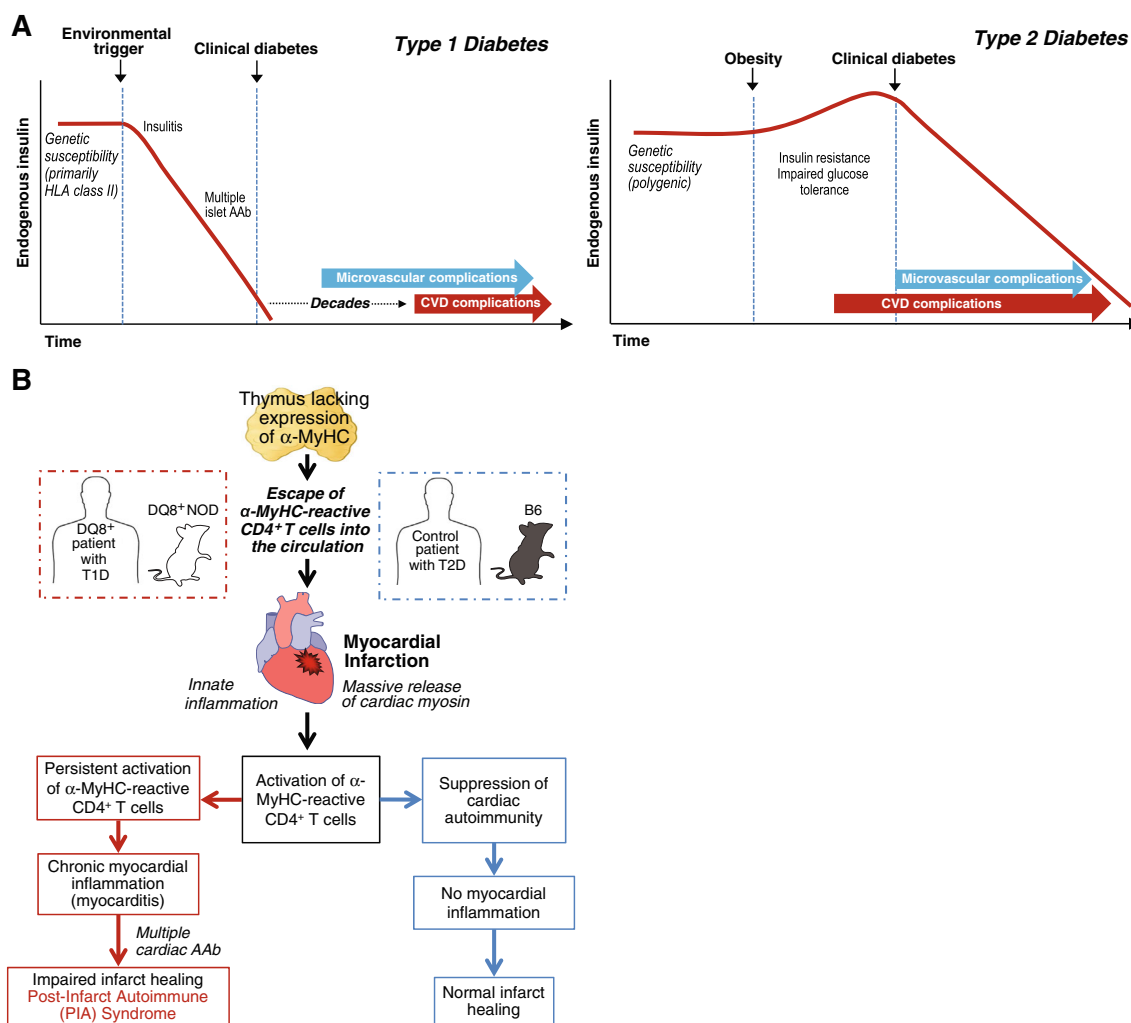 A
Environmental
trigger
Clinical diabetes
Type 1 Diabetes
Endogenous insulin
Genetic
susceptibility
(primarily
HLA class II)
Insulitis
Multiple
islet AAb
Microvascular complications
Decades
CVD complications
Time
Type 2 Diabetes
Obesity
Clinical diabetes
Endogenous insulin
Genetic
susceptibility
(polygenic)
Insulin resistance
Impaired glucose
tolerance
Microvascular complications
CVD complications
Time
B
Thymus lacking
expression
of α-MyHC
DQ8+
patient
with
T1D
DQ8+ NOD
Escape of
α-MyHC-reactive
CD4+ T cells into
the circulation
Control
patient
with T2D
B6
Myocardial
Infarction
Innate
inflammation
Massive release
of cardiac myosin
Persistent activation
of α-MyHC-reactive
CD4+ T cells
Activation of α-
MyHC-reactive
CD4+ T cells
Suppression of
cardiac
autoimmunity
Chronic myocardial
inflammation
(myocarditis)
No myocardial
inflammation
Multiple
cardiac AAb
Impaired infarct healing
Post-Infarct Autoimmune
(PIA) Syndrome
Normal infarct
healing